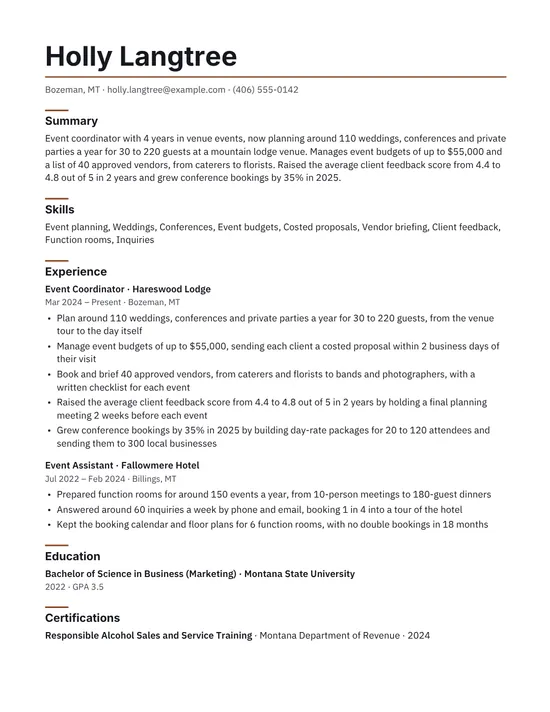 Holly Langtree
Bozeman, MT · holly.langtree@example.com · (406) 555-0142
Summary
Event coordinator with 4 years in venue events, now planning around 110 weddings, conferences and private
parties a year for 30 to 220 guests at a mountain lodge venue. Manages event budgets of up to $55,000 and
a list of 40 approved vendors, from caterers to florists. Raised the average client feedback score from 4.4 to
4.8 out of 5 in 2 years and grew conference bookings by 35% in 2025.
Skills
Event planning, Weddings, Conferences, Event budgets, Costed proposals, Vendor briefing, Client feedback,
Function rooms, Inquiries
Experience
Event Coordinator · Hareswood Lodge
Mar 2024 – Present · Bozeman, MT
• Plan around 110 weddings, conferences and private parties a year for 30 to 220 guests, from the venue
tour to the day itself
• Manage event budgets of up to $55,000, sending each client a costed proposal within 2 business days of
their visit
• Book and brief 40 approved vendors, from caterers and florists to bands and photographers, with a
written checklist for each event
• Raised the average client feedback score from 4.4 to 4.8 out of 5 in 2 years by holding a final planning
meeting 2 weeks before each event
• Grew conference bookings by 35% in 2025 by building day-rate packages for 20 to 120 attendees and
sending them to 300 local businesses
Event Assistant · Fallowmere Hotel
Jul 2022 – Feb 2024 · Billings, MT
• Prepared function rooms for around 150 events a year, from 10-person meetings to 180-guest dinners
• Answered around 60 inquiries a week by phone and email, booking 1 in 4 into a tour of the hotel
• Kept the booking calendar and floor plans for 6 function rooms, with no double bookings in 18 months
Education
Bachelor of Science in Business (Marketing) · Montana State University
2022 · GPA 3.5
Certifications
Responsible Alcohol Sales and Service Training · Montana Department of Revenue · 2024